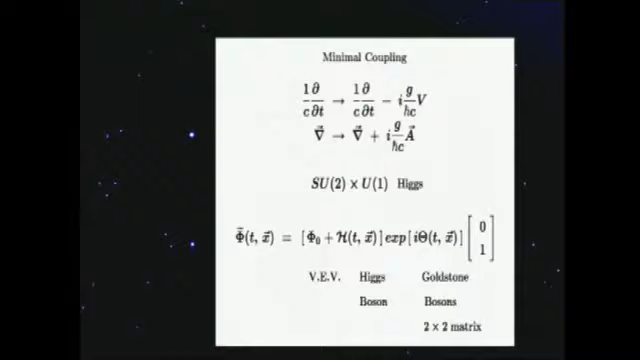 Minimal Coupling
1/c ∂/∂t → 1/c ∂/∂t − i g/ħc V
∇⃗ → ∇⃗ + i g/ħc A⃗
SU(2) × U(1) Higgs
Φ̃(t, x⃗) = [ Φ₀ + H(t, x⃗)] exp [ iΘ(t, x⃗) ] [ 0 1 ]
V.E.V. Higgs Goldstone
Boson Bosons
2 × 2 matrix